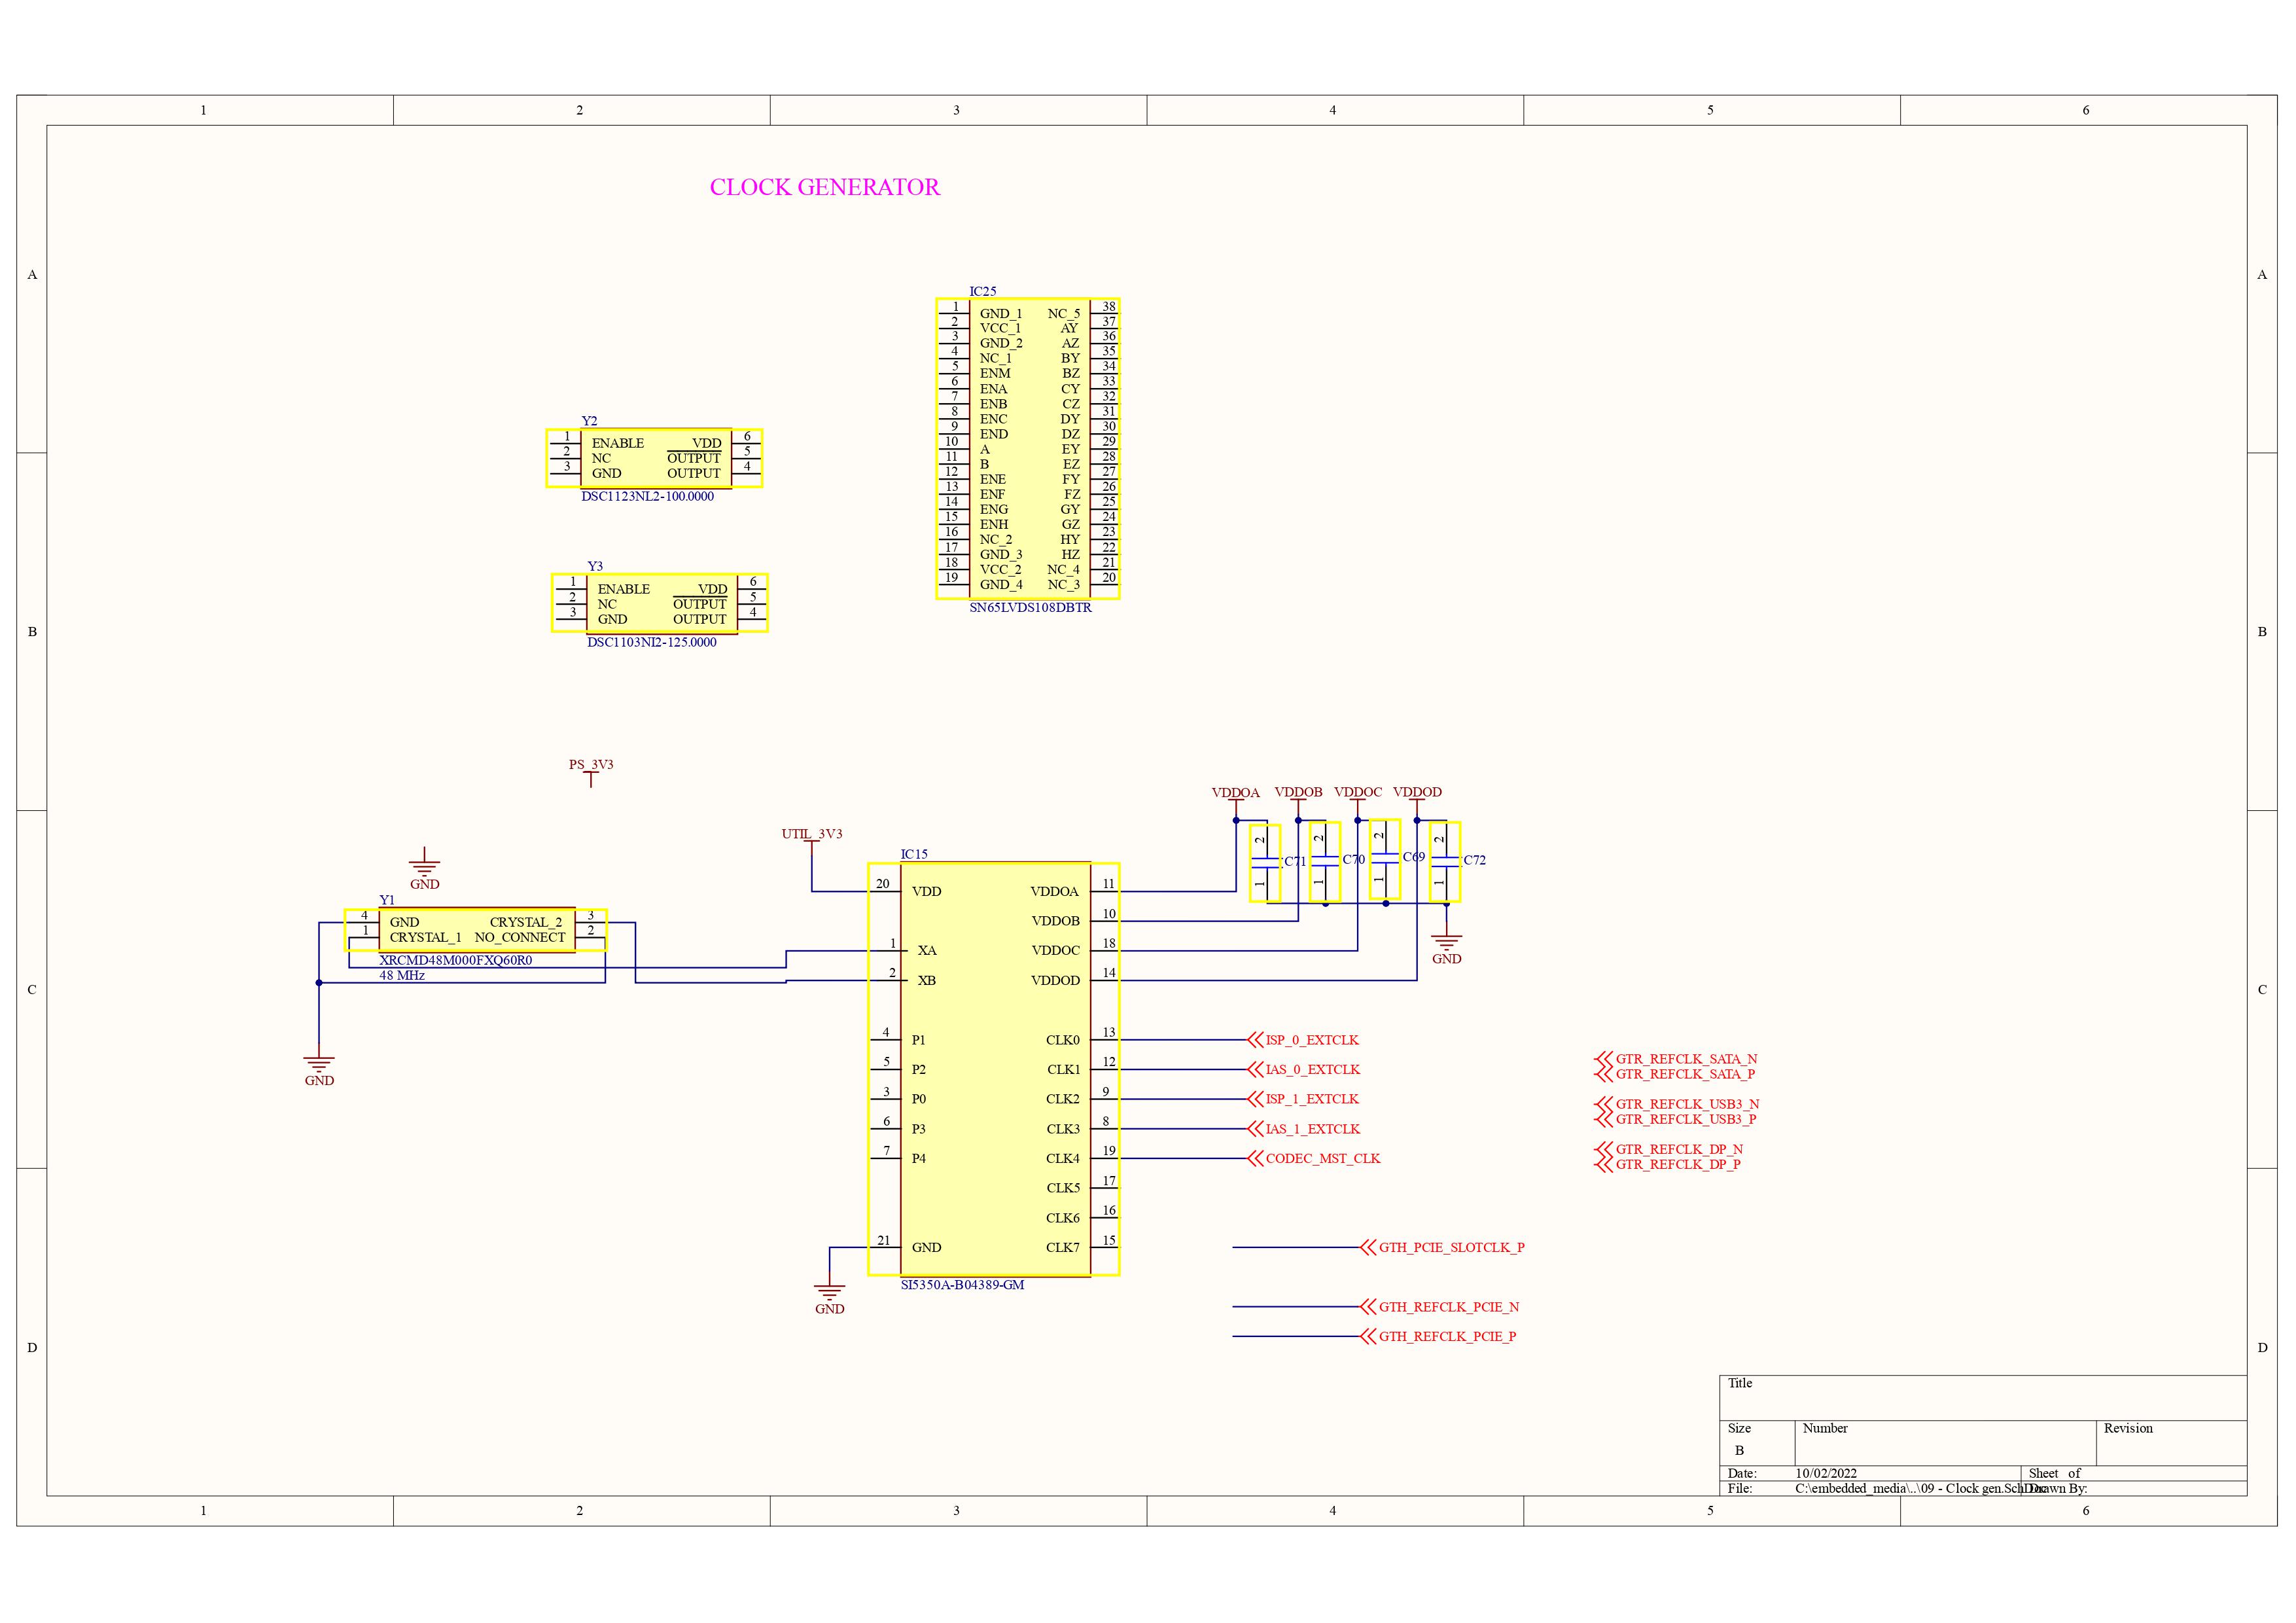 1 2 3 4 5 6
CLOCK GENERATOR
A A
IC25
1 GND_1 NC_5 38
2 VCC_1 AY 37
3 GND_2 AZ 36
4 NC_1 BY 35
5 ENM BZ 34
6 ENA CY 33
7 ENB CZ 32
8 ENC DY 31
9 END DZ 30
10 A EY 29
11 B EZ 28
12 ENE FY 27
13 ENF FZ 26
14 ENG GY 25
15 ENH GZ 24
16 NC_2 HY 23
17 GND_3 HZ 22
18 VCC_2 NC_4 21
19 GND_4 NC_3 20
SN65LVDS108DBTR
Y2
1 ENABLE VDD 6
2 NC OUTPUT 5
3 GND OUTPUT 4
DSC1123NL2-100.0000
Y3
1 ENABLE VDD 6
2 NC OUTPUT 5
3 GND OUTPUT 4
DSC1103NI2-125.0000
B B
PS_3V3
VDDOA VDDOB VDDOC VDDOD
UTIL_3V3
2 2 2 2
C71 C70 C69 C72
1 1 1 1
GND
GND
Y1
4 GND CRYSTAL_2 3
1 CRYSTAL_1 NO_CONNECT 2
XRCMD48M000FXQ60R0
48 MHz
GND
IC15
20 VDD VDDOA 11
VDDOB 10
1 XA VDDOC 18
2 XB VDDOD 14
4 P1 CLK0 13 ISP_0_EXTCLK
5 P2 CLK1 12 IAS_0_EXTCLK
3 P0 CLK2 9 ISP_1_EXTCLK
6 P3 CLK3 8 IAS_1_EXTCLK
7 P4 CLK4 19 CODEC_MST_CLK
CLK5 17
CLK6 16
21 GND CLK7 15
SI5350A-B04389-GM
GND
C C
GTR_REFCLK_SATA_N
GTR_REFCLK_SATA_P
GTR_REFCLK_USB3_N
GTR_REFCLK_USB3_P
GTR_REFCLK_DP_N
GTR_REFCLK_DP_P
GTH_PCIE_SLOTCLK_P
GTH_REFCLK_PCIE_N
GTH_REFCLK_PCIE_P
D D
Title
Size Number Revision
B
Date: 10/02/2022 Sheet of
File: C:\embedded_media\..\09 - Clock gen.SchDoc Drawn By:
1 2 3 4 5 6